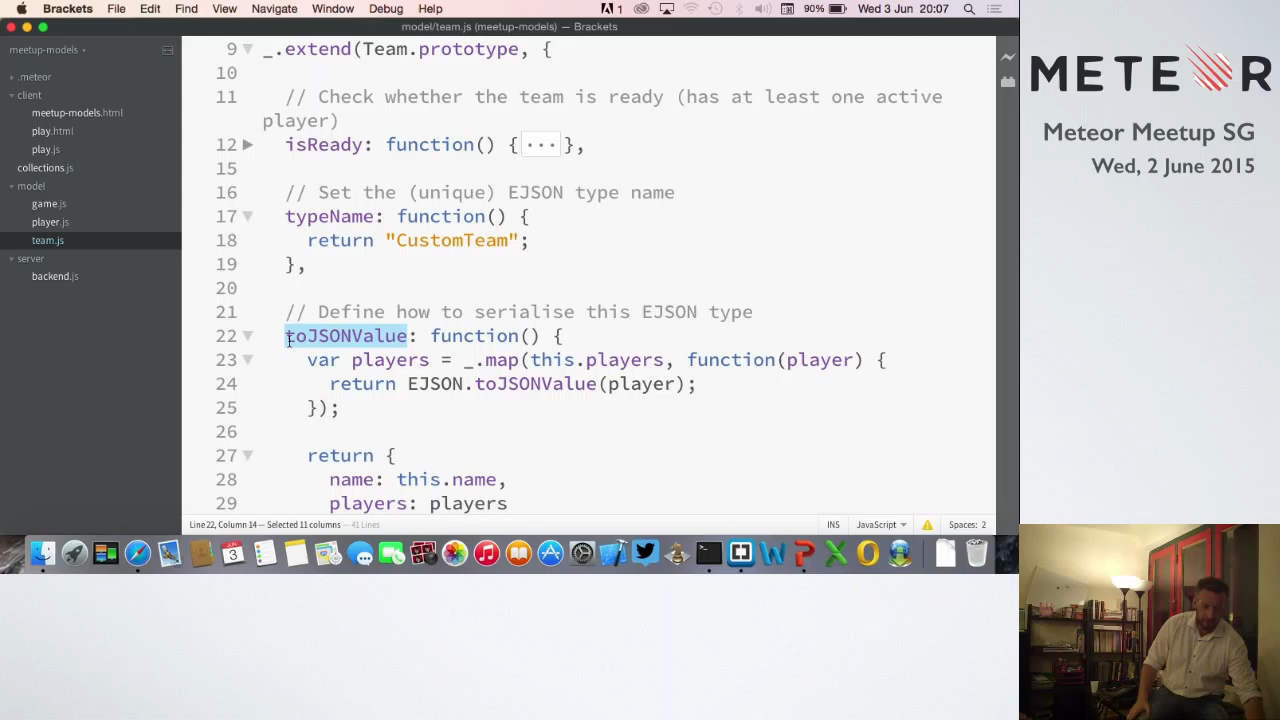 Brackets File Edit Find View Navigate Window Debug Help 1 90% Wed 3 Jun 20:07
model/team.js (meetup-models) — Brackets
meetup-models
.meteor
client
meetup-models.html
play.html
play.js
collections.js
model
game.js
player.js
team.js
server
backend.js
9 _.extend(Team.prototype, {
10
11 // Check whether the team is ready (has at least one active
player)
12 isReady: function() {...},
15
16 // Set the (unique) EJSON type name
17 typeName: function() {
18 return "CustomTeam";
19 },
20
21 // Define how to serialise this EJSON type
22 toJSONValue: function() {
23 var players = _.map(this.players, function(player) {
24 return EJSON.toJSONValue(player);
25 });
26
27 return {
28 name: this.name,
29 players: players
Line 22, Column 14 — Selected 11 columns — 41 Lines
INS JavaScript Spaces: 2
METEOR
Meteor Meetup SG
Wed, 2 June 2015